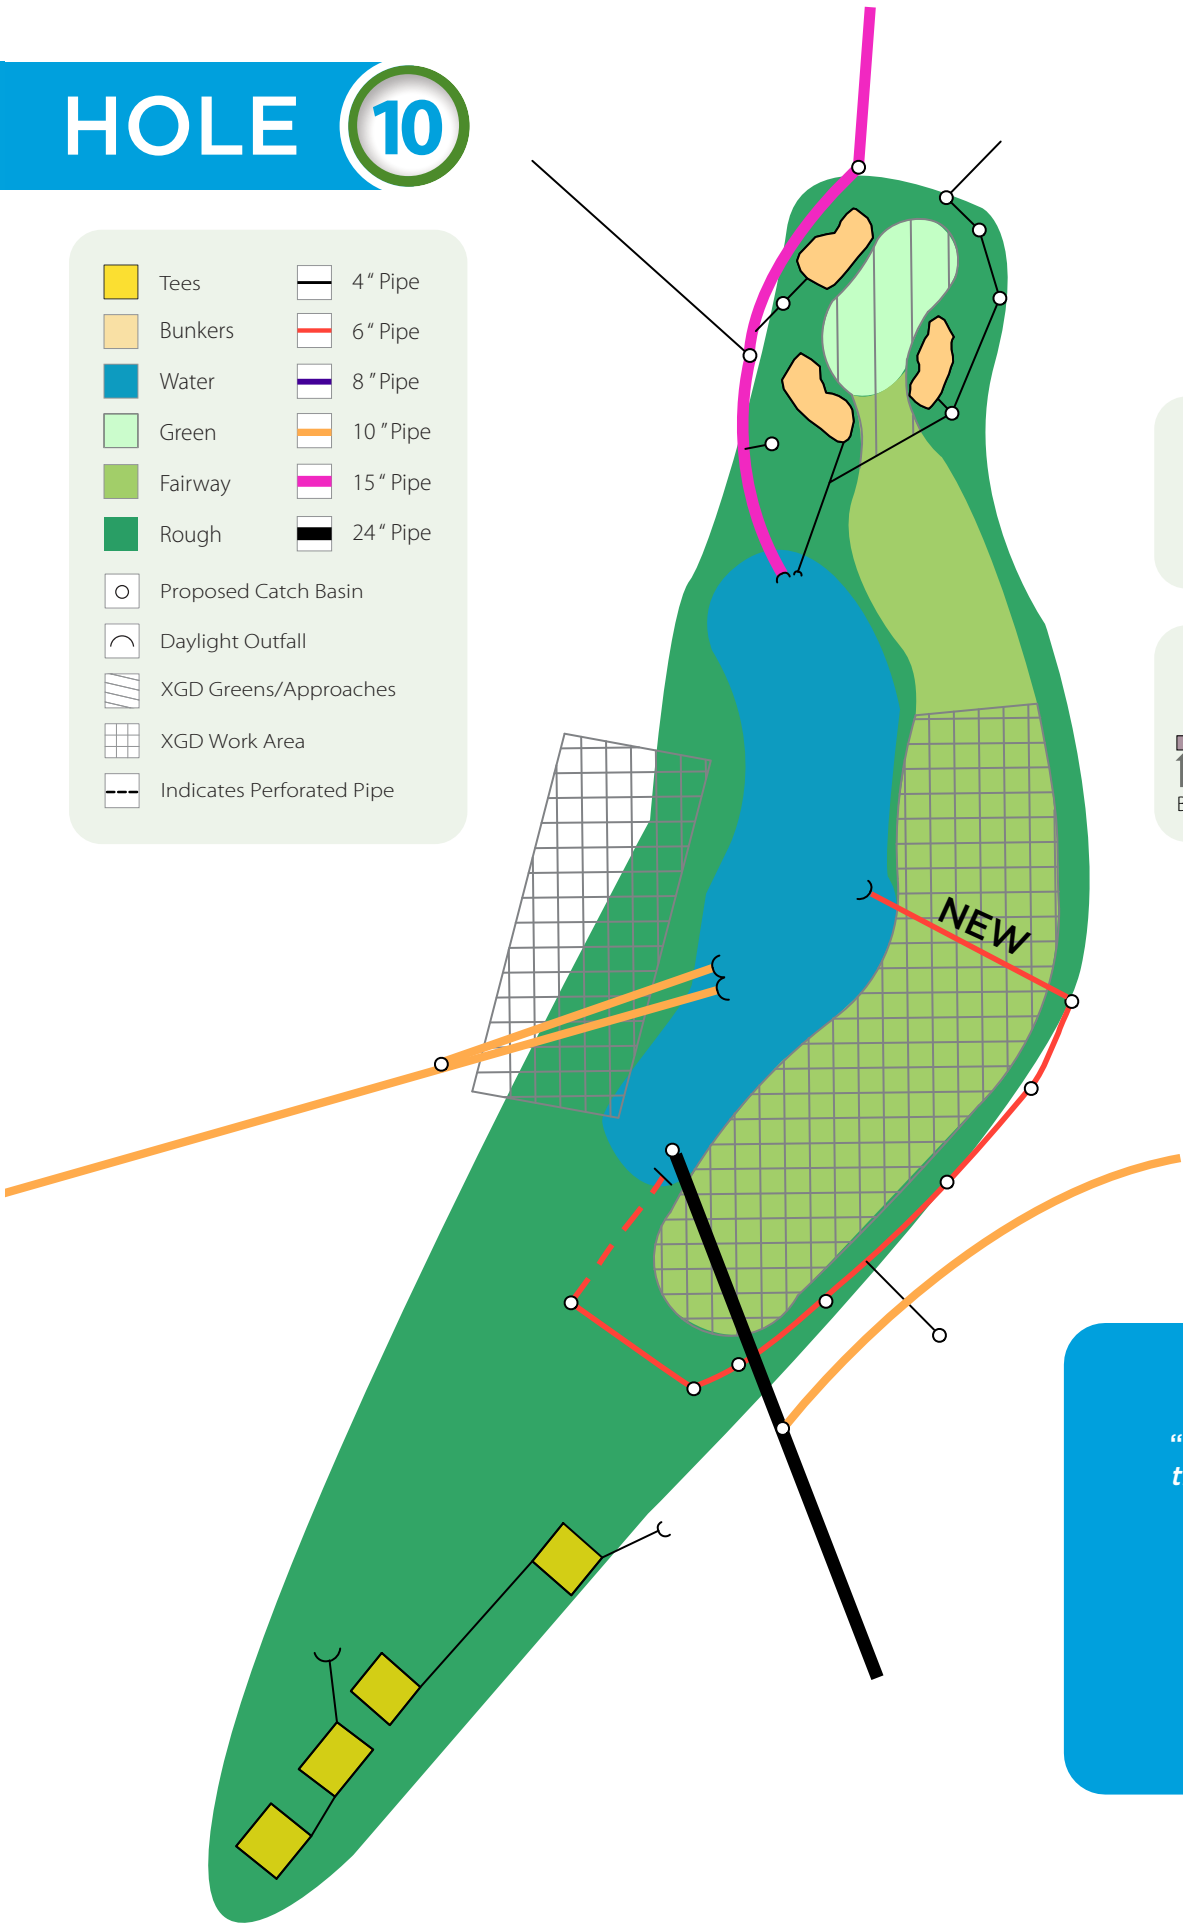 HOLE 10
Tees
Bunkers
Water
Green
Fairway
Rough
4“ Pipe
6“ Pipe
8 ” Pipe
10 ” Pipe
15“ Pipe
24“ Pipe
Proposed Catch Basin
Daylight Outfall
XGD Greens/Approaches
XGD Work Area
Indicates Perforated Pipe
NEW
“
t